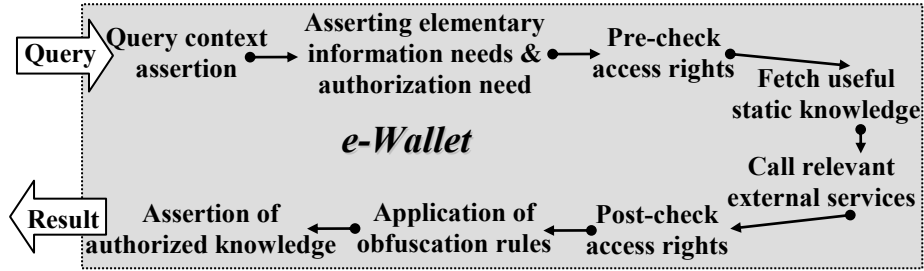 Query
Query context
assertion
Asserting elementary
information needs &
authorization need
Pre-check
access rights
Fetch useful
static knowledge
e-Wallet
Call relevant
external services
Post-check
access rights
Application of
obfuscation rules
Assertion of
authorized knowledge
Result